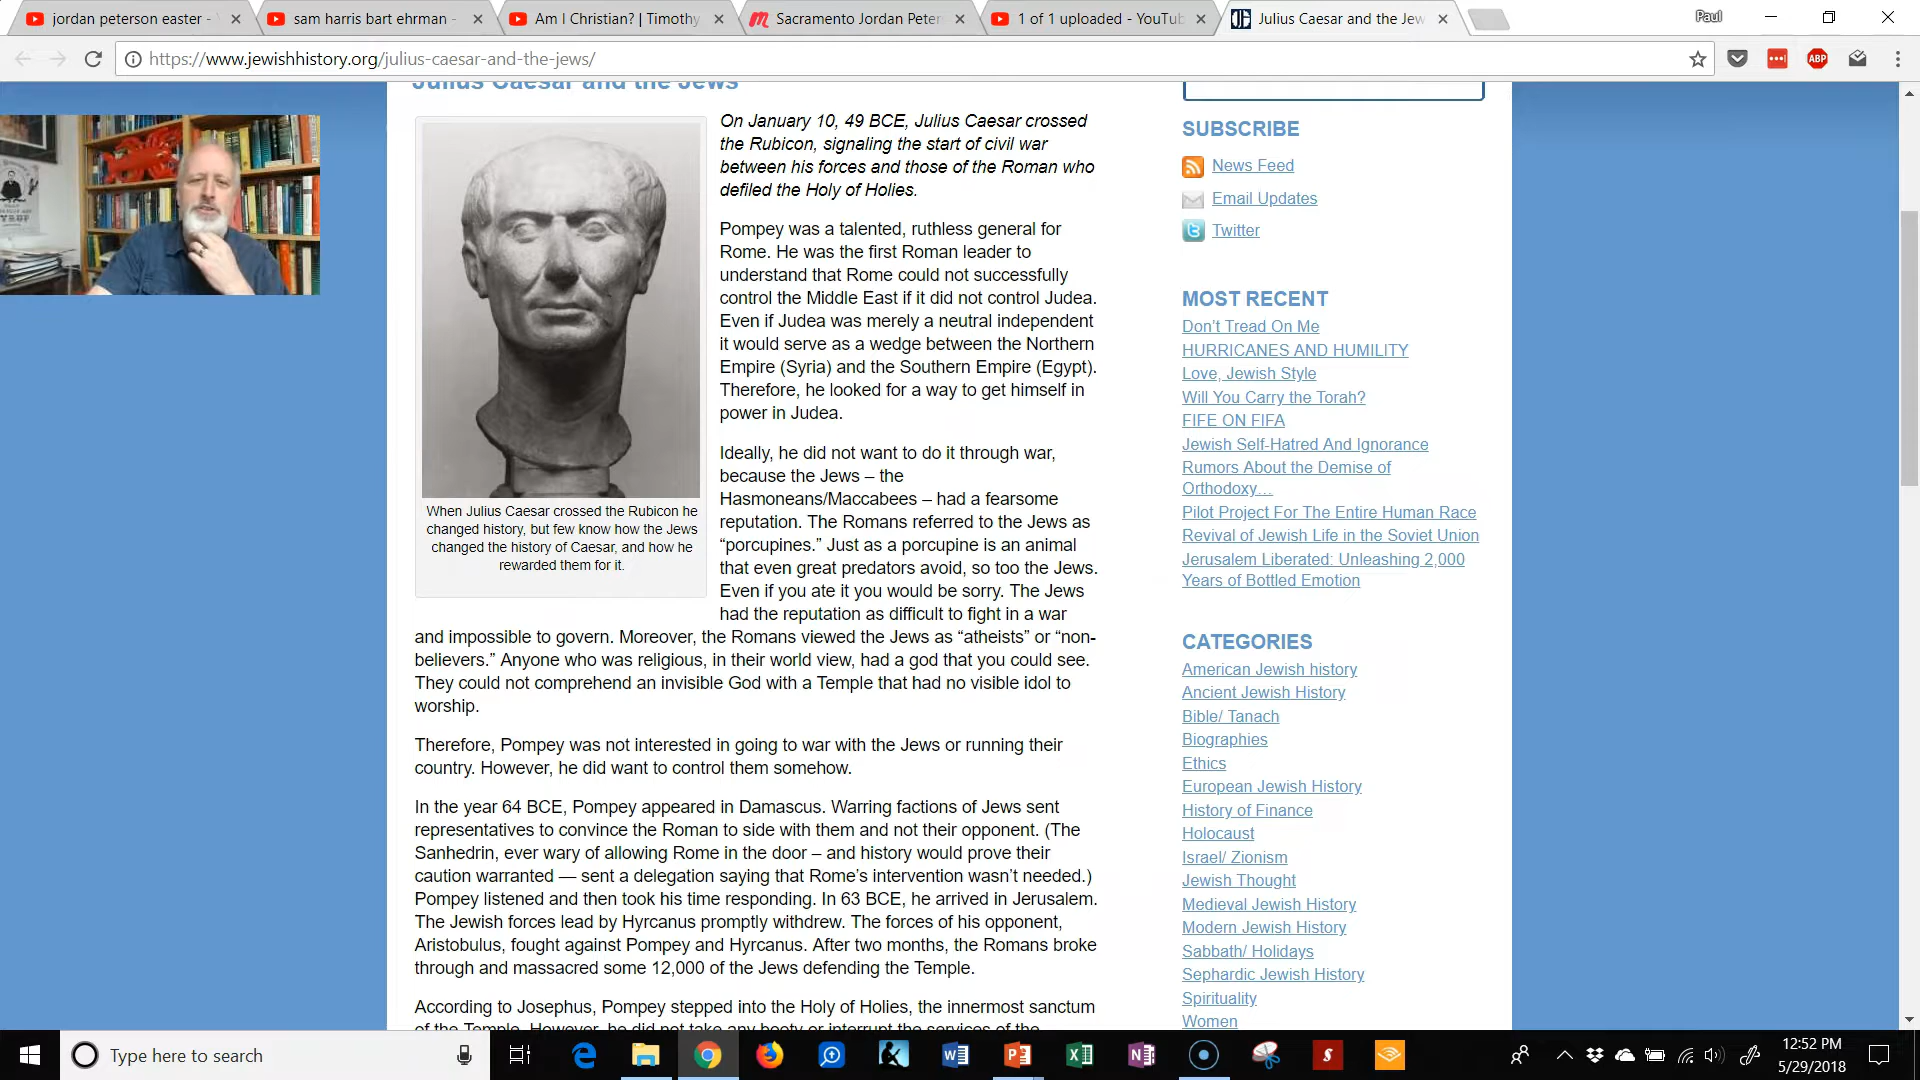 jordan peterson easter -
sam harris bart ehrman -
Am I Christian? | Timothy
Sacramento Jordan Peter
1 of 1 uploaded - YouTub
Julius Caesar and the Jew
Paul
https://www.jewishhistory.org/julius-caesar-and-the-jews/
Julius Caesar and the Jews
On January 10, 49 BCE, Julius Caesar crossed
the Rubicon, signaling the start of civil war
between his forces and those of the Roman who
defiled the Holy of Holies.
Pompey was a talented, ruthless general for
Rome. He was the first Roman leader to
understand that Rome could not successfully
control the Middle East if it did not control Judea.
Even if Judea was merely a neutral independent
it would serve as a wedge between the Northern
Empire (Syria) and the Southern Empire (Egypt).
Therefore, he looked for a way to get himself in
power in Judea.
When Julius Caesar crossed the Rubicon he
changed history, but few know how the Jews
changed the history of Caesar, and how he
rewarded them for it.
Ideally, he did not want to do it through war,
because the Jews – the
Hasmoneans/Maccabees – had a fearsome
reputation. The Romans referred to the Jews as
“porcupines.” Just as a porcupine is an animal
that even great predators avoid, so too the Jews.
Even if you ate it you would be sorry. The Jews
had the reputation as difficult to fight in a war
and impossible to govern. Moreover, the Romans viewed the Jews as “atheists” or “non-
believers.” Anyone who was religious, in their world view, had a god that you could see.
They could not comprehend an invisible God with a Temple that had no visible idol to
worship.
Therefore, Pompey was not interested in going to war with the Jews or running their
country. However, he did want to control them somehow.
In the year 64 BCE, Pompey appeared in Damascus. Warring factions of Jews sent
representatives to convince the Roman to side with them and not their opponent. (The
Sanhedrin, ever wary of allowing Rome in the door – and history would prove their
caution warranted — sent a delegation saying that Rome’s intervention wasn’t needed.)
Pompey listened and then took his time responding. In 63 BCE, he arrived in Jerusalem.
The Jewish forces lead by Hyrcanus promptly withdrew. The forces of his opponent,
Aristobulus, fought against Pompey and Hyrcanus. After two months, the Romans broke
through and massacred some 12,000 of the Jews defending the Temple.
According to Josephus, Pompey stepped into the Holy of Holies, the innermost sanctum
of the Temple. However, he did not take any booty or interrupt the services of the
SUBSCRIBE
News Feed
Email Updates
Twitter
MOST RECENT
Don’t Tread On Me
HURRICANES AND HUMILITY
Love, Jewish Style
Will You Carry the Torah?
FIFE ON FIFA
Jewish Self-Hatred And Ignorance
Rumors About the Demise of
Orthodoxy…
Pilot Project For The Entire Human Race
Revival of Jewish Life in the Soviet Union
Jerusalem Liberated: Unleashing 2,000
Years of Bottled Emotion
CATEGORIES
American Jewish history
Ancient Jewish History
Bible/ Tanach
Biographies
Ethics
European Jewish History
History of Finance
Holocaust
Israel/ Zionism
Jewish Thought
Medieval Jewish History
Modern Jewish History
Sabbath/ Holidays
Sephardic Jewish History
Spirituality
Women
Type here to search
12:52 PM
5/29/2018